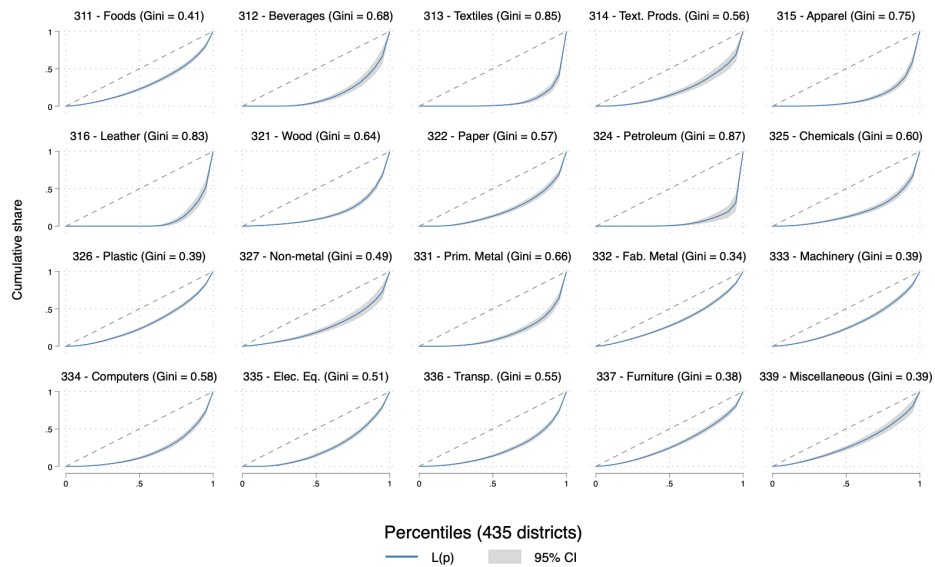 311 - Foods (Gini = 0.41)
312 - Beverages (Gini = 0.68)
313 - Textiles (Gini = 0.85)
314 - Text. Prods. (Gini = 0.56)
315 - Apparel (Gini = 0.75)
1
.5
0
316 - Leather (Gini = 0.83)
321 - Wood (Gini = 0.64)
322 - Paper (Gini = 0.57)
324 - Petroleum (Gini = 0.87)
325 - Chemicals (Gini = 0.60)
1
.5
0
Cumulative share
326 - Plastic (Gini = 0.39)
327 - Non-metal (Gini = 0.49)
331 - Prim. Metal (Gini = 0.66)
332 - Fab. Metal (Gini = 0.34)
333 - Machinery (Gini = 0.39)
1
.5
0
334 - Computers (Gini = 0.58)
335 - Elec. Eq. (Gini = 0.51)
336 - Transp. (Gini = 0.55)
337 - Furniture (Gini = 0.38)
339 - Miscellaneous (Gini = 0.39)
1
.5
0
0 .5 1
0 .5 1
0 .5 1
0 .5 1
0 .5 1
Percentiles (435 districts)
L(p)
95% CI